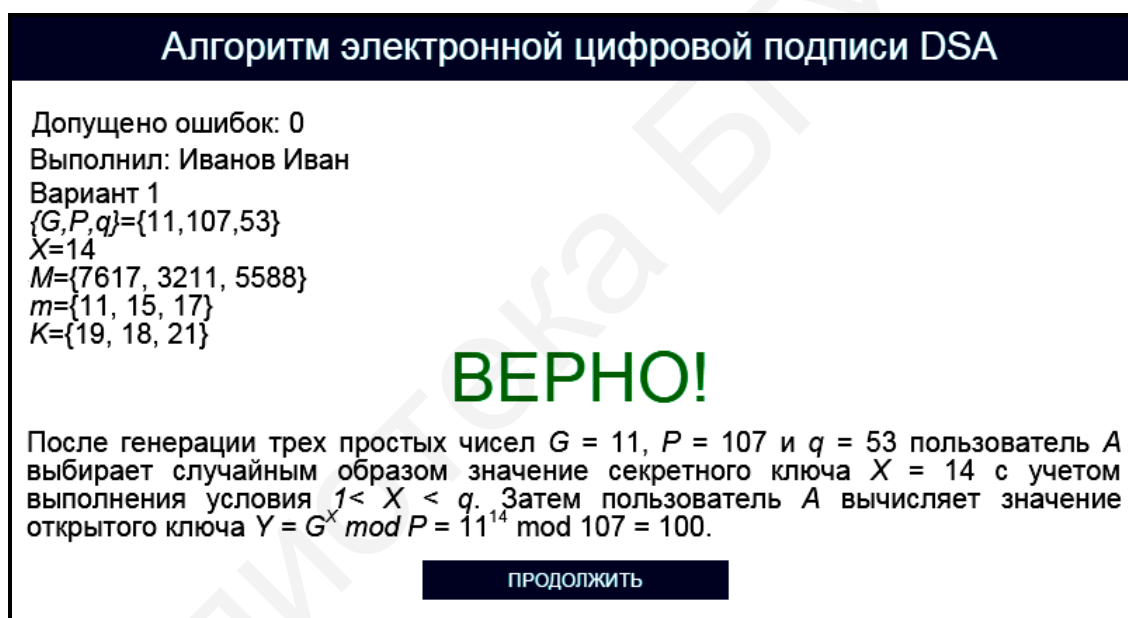 Алгоритм электронной цифровой подписи DSA
Допущено ошибок: 0
Выполнил: Иванов Иван
Вариант 1
{G,P,q}={11,107,53}
X=14
M={7617, 3211, 5588}
m={11, 15, 17}
K={19, 18, 21}
ВЕРНО!
После генерации трех простых чисел G = 11, P = 107 и q = 53 пользователь A
выбирает случайным образом значение секретного ключа X = 14 с учетом
выполнения условия 1< X < q. Затем пользователь A вычисляет значение
открытого ключа Y = G^X mod P = 11^14 mod 107 = 100.
ПРОДОЛЖИТЬ